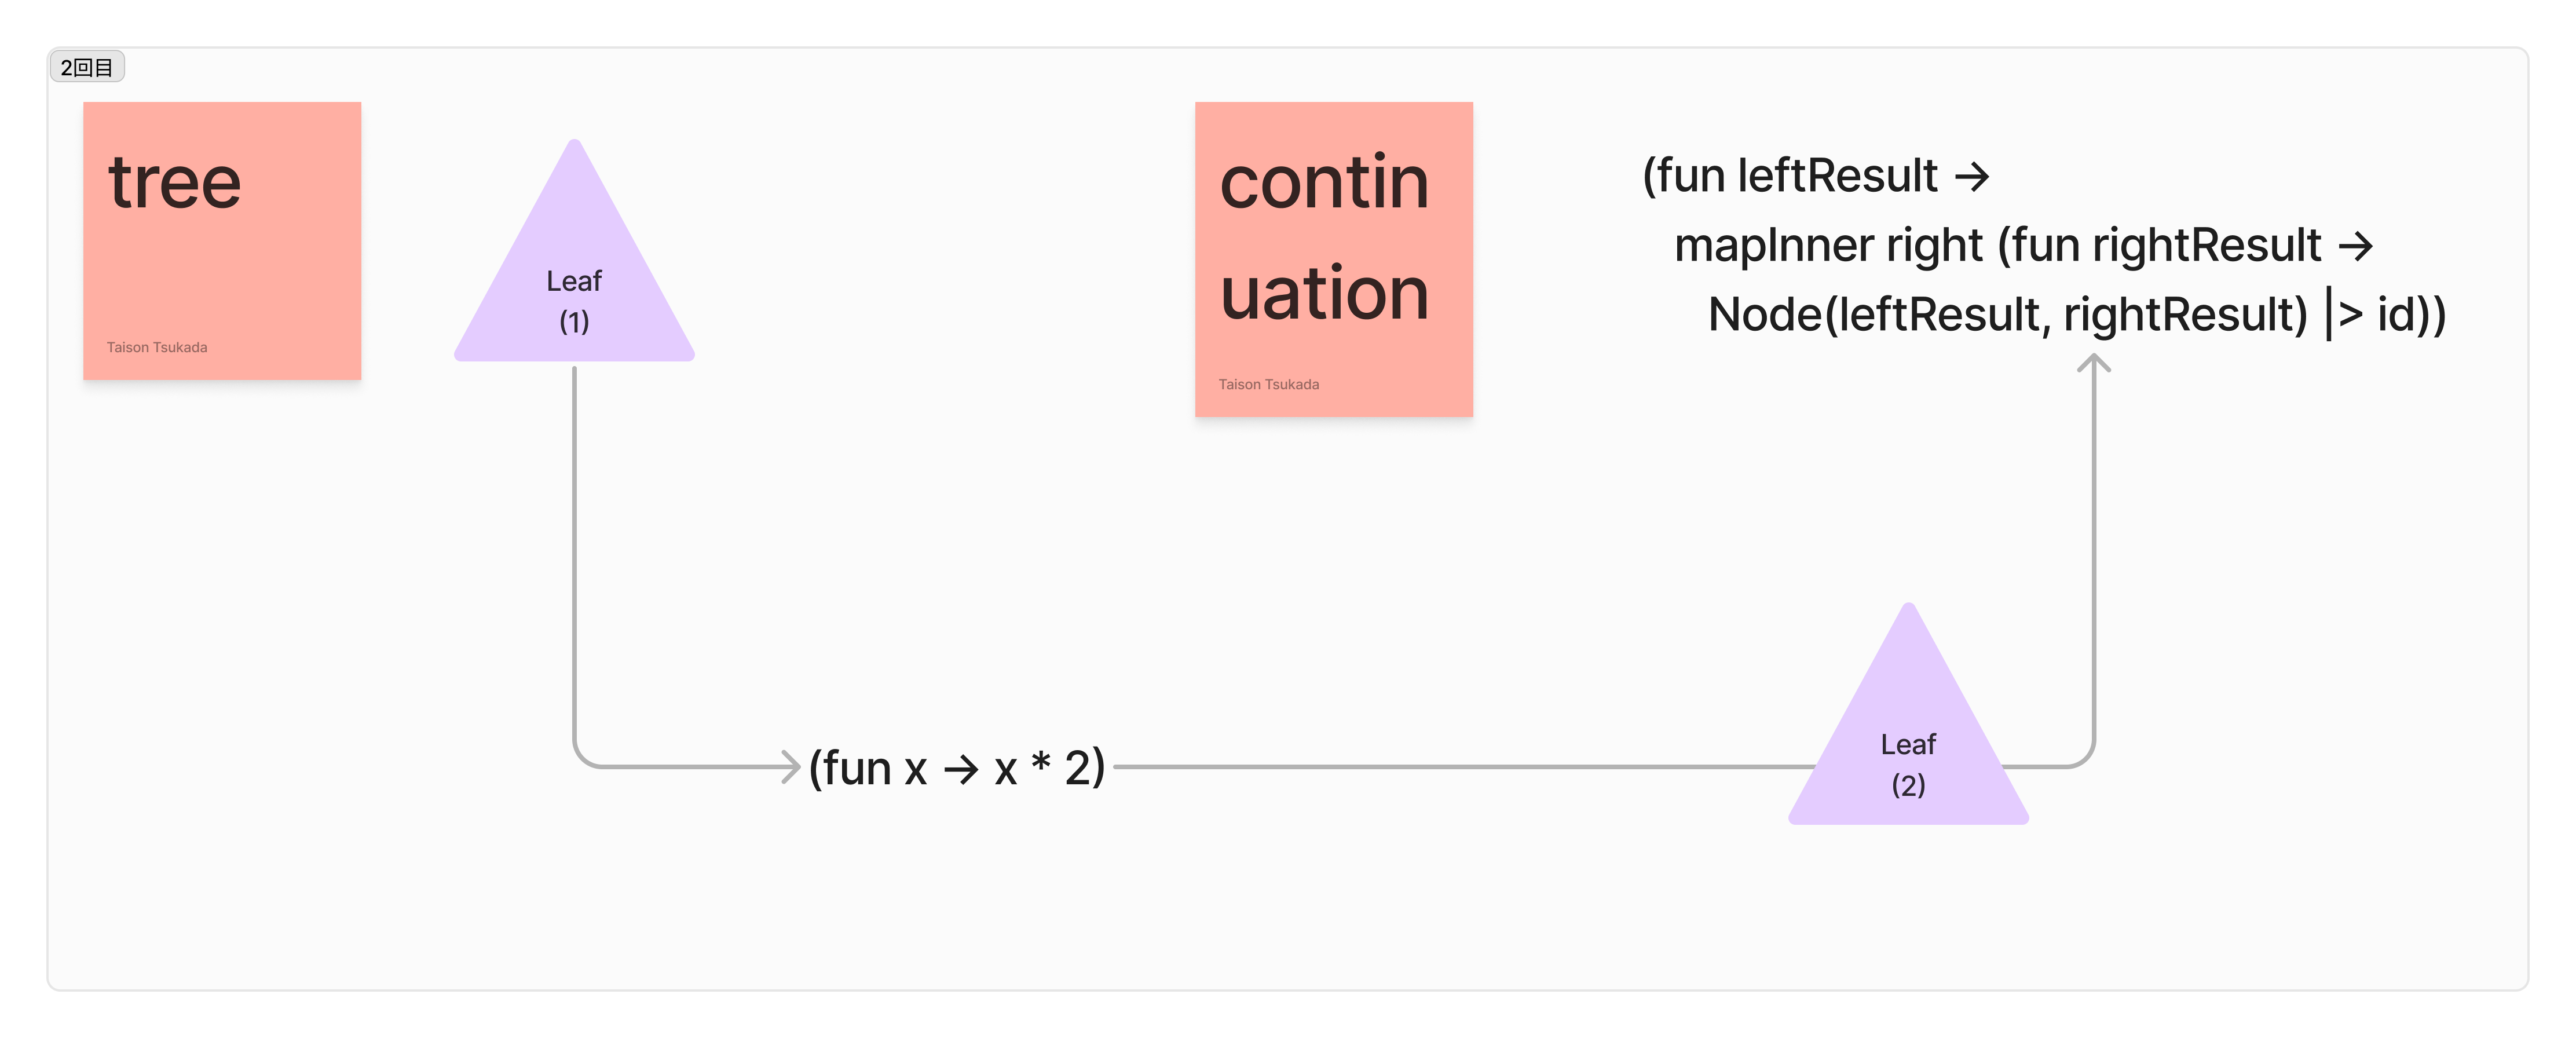 2回目
tree
Taison Tsukada
Leaf
(1)
contin
uation
Taison Tsukada
(fun leftResult →
mapInner right (fun rightResult →
Node(leftResult, rightResult) |> id))
(fun x → x * 2)
Leaf
(2)